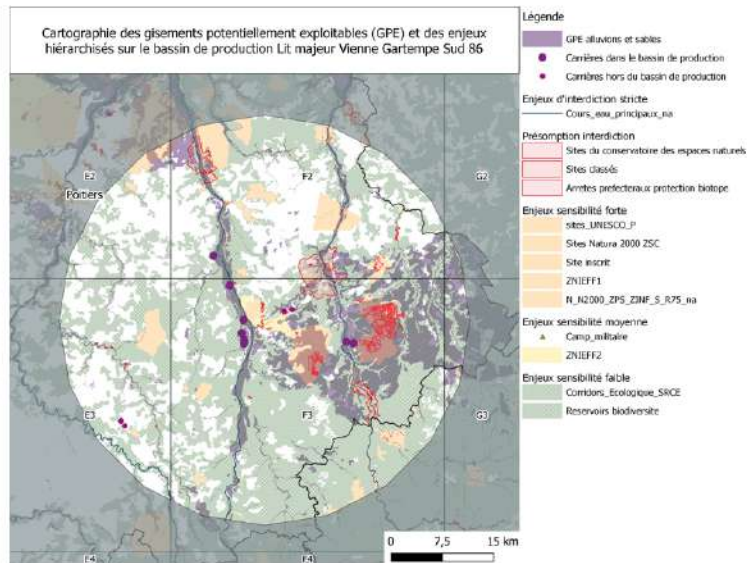 Cartographie des gisements potentiellement exploitables (GPE) et des enjeux
hiérarchisés sur le bassin de production Lit majeur Vienne Gartempe Sud 86
E2
F2
G2
Poitiers
E3
F3
G3
E4
F4
0 7,5 15 km
Légende
GPE alluvions et sables
Carrières dans le bassin de production
Carrières hors du bassin de production
Enjeux d'interdiction stricte
Cours_eau_principaux_na
Présomption interdiction
Sites du conservatoire des espaces naturels
Sites classés
Arretes prefecteraux protection biotope
Enjeux sensibilité forte
sites_UNESCO_P
Sites Natura 2000 ZSC
Site inscrit
ZNIEFF1
N_N2000_ZPS_ZINF_S_R75_na
Enjeux sensibilité moyenne
Camp_militaire
ZNIEFF2
Enjeux sensibilité faible
Corridors_Ecologique_SRCE
Reservoirs biodiversite